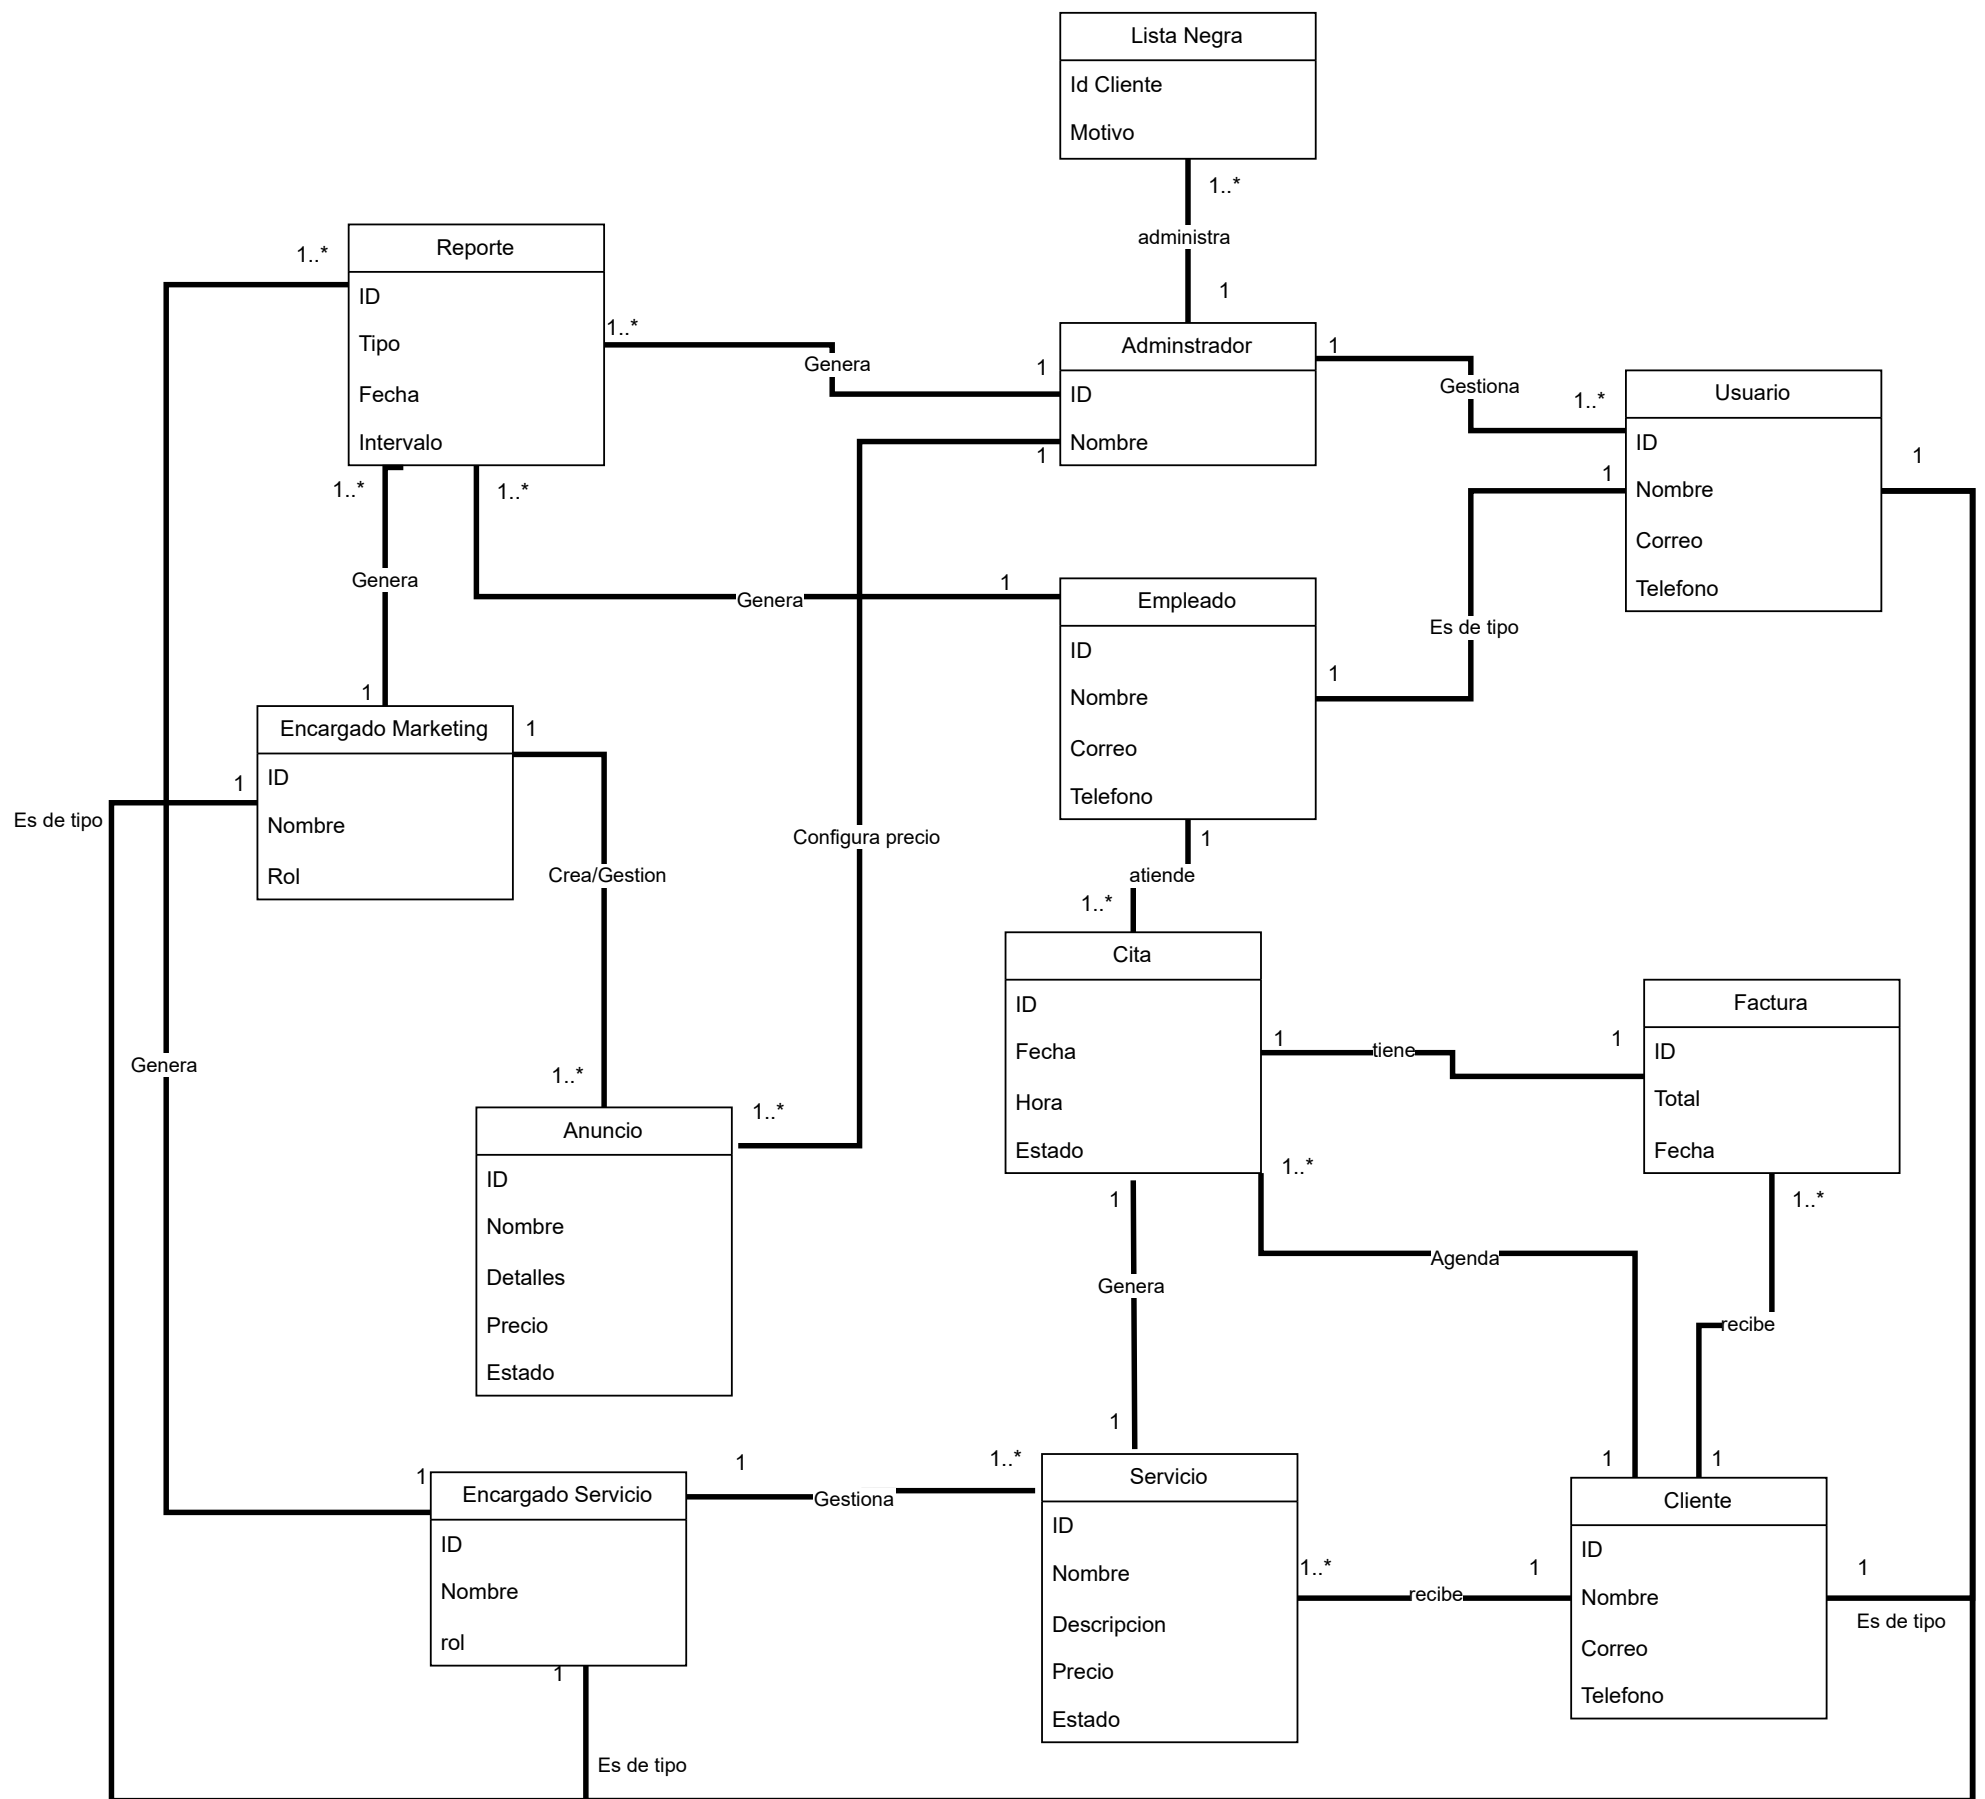 Lista Negra
Id Cliente
Motivo
1..*
administra
1
Reporte
1..*
ID
Tipo
Fecha
Intervalo
1..*
Genera
1
Adminstrador
ID
Nombre
1
1
Gestiona
1..*
Usuario
ID
Nombre
Correo
Telefono
1
1
1..*
1..*
Genera
Genera
1
Empleado
ID
Nombre
Correo
Telefono
Es de tipo
1
1
Encargado Marketing
ID
Nombre
Rol
1
1
Es de tipo
Crea/Gestion
Configura precio
1
atiende
1..*
Cita
ID
Fecha
Hora
Estado
1
tiene
1
Factura
ID
Total
Fecha
Genera
1..*
1..*
Anuncio
ID
Nombre
Detalles
Precio
Estado
1..*
1
1..*
Genera
Agenda
recibe
1
1
1
1
Encargado Servicio
ID
Nombre
rol
1
Gestiona
1..*
Servicio
ID
Nombre
Descripcion
Precio
Estado
1..*
recibe
1
Cliente
ID
Nombre
Correo
Telefono
1
Es de tipo
1
Es de tipo